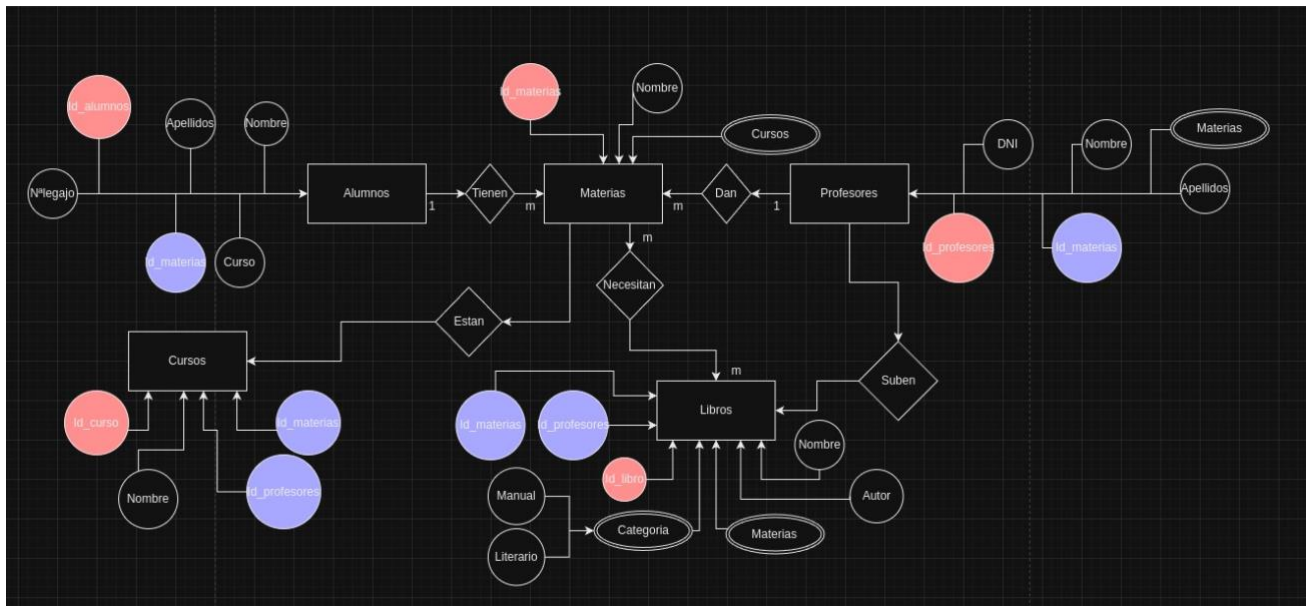 Id_alumnos
Apellidos
Nombre
Nªlegajo
Id_materias
Curso
Alumnos
1
Tienen
m
Id_materias
Nombre
Cursos
Materias
m
Dan
1
Profesores
DNI
Nombre
Materias
Apellidos
Id_profesores
Id_materias
m
Necesitan
m
Estan
Cursos
Id_curso
Id_materias
Nombre
Id_profesores
Suben
Libros
Id_materias
Id_profesores
Id_libro
Nombre
Autor
Manual
Literario
Categoria
Materias